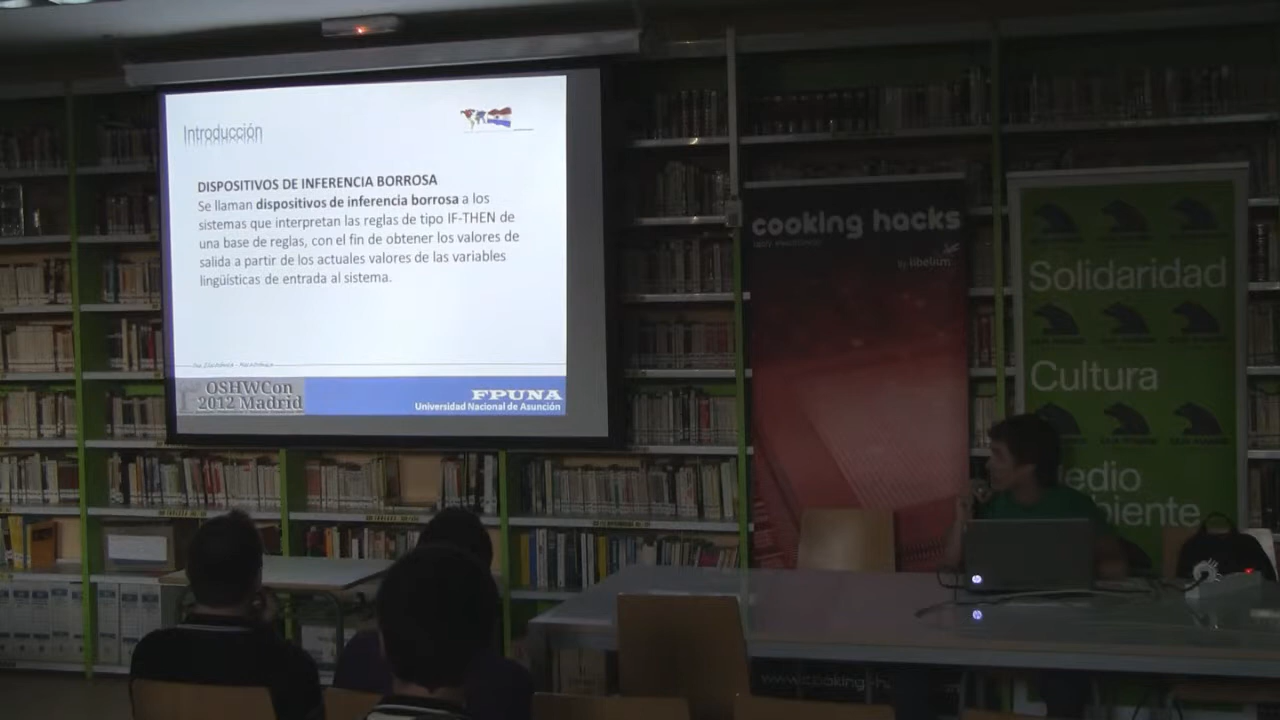 Introducción
DISPOSITIVOS DE INFERENCIA BORROSA
Se llaman dispositivos de inferencia borrosa a los
sistemas que interpretan las reglas de tipo IF-THEN de
una base de reglas, con el fin de obtener los valores de
salida a partir de los actuales valores de las variables
lingüísticas de entrada al sistema.
OSHWCon
2012 Madrid
FPUNA
Universidad Nacional de Asunción
cooking hacks
by libelium
Solidaridad
Cultura
Medio
biente
www.cooking-h